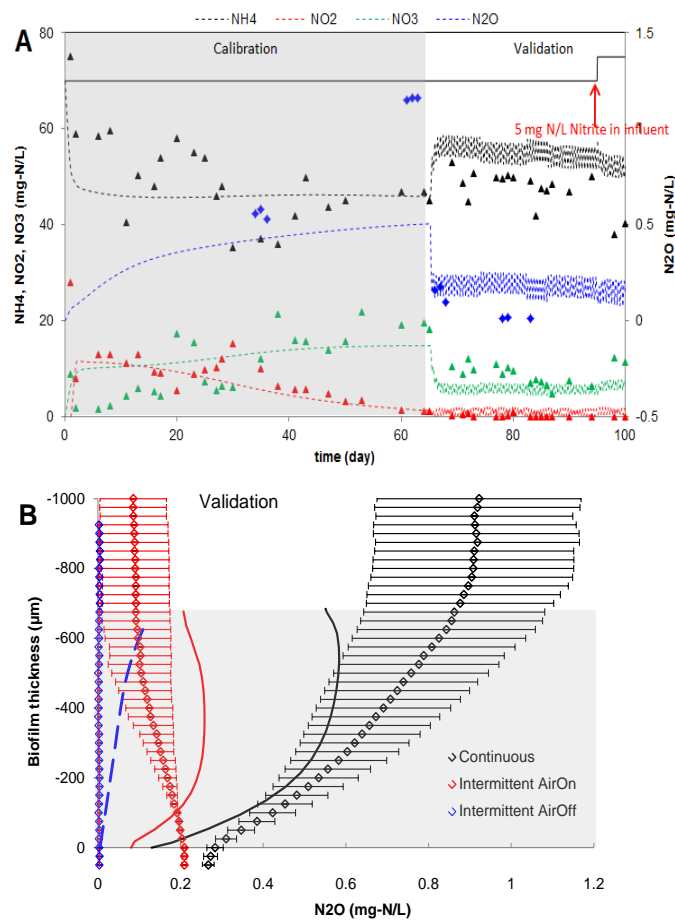 NH4 NO2 NO3 N2O
A
Calibration
Validation
80
60
40
20
0
1.5
1
0.5
0
-0.5
5 mg N/L Nitrite in influent
NH4, NO2, NO3 (mg-N/L)
N2O (mg-N/L)
0 20 40 60 80 100
time (day)
B
Validation
-1000
-800
-600
-400
-200
0
Biofilm thickness (µm)
Continuous
Intermittent AirOn
Intermittent AirOff
0 0.2 0.4 0.6 0.8 1 1.2
N2O (mg-N/L)